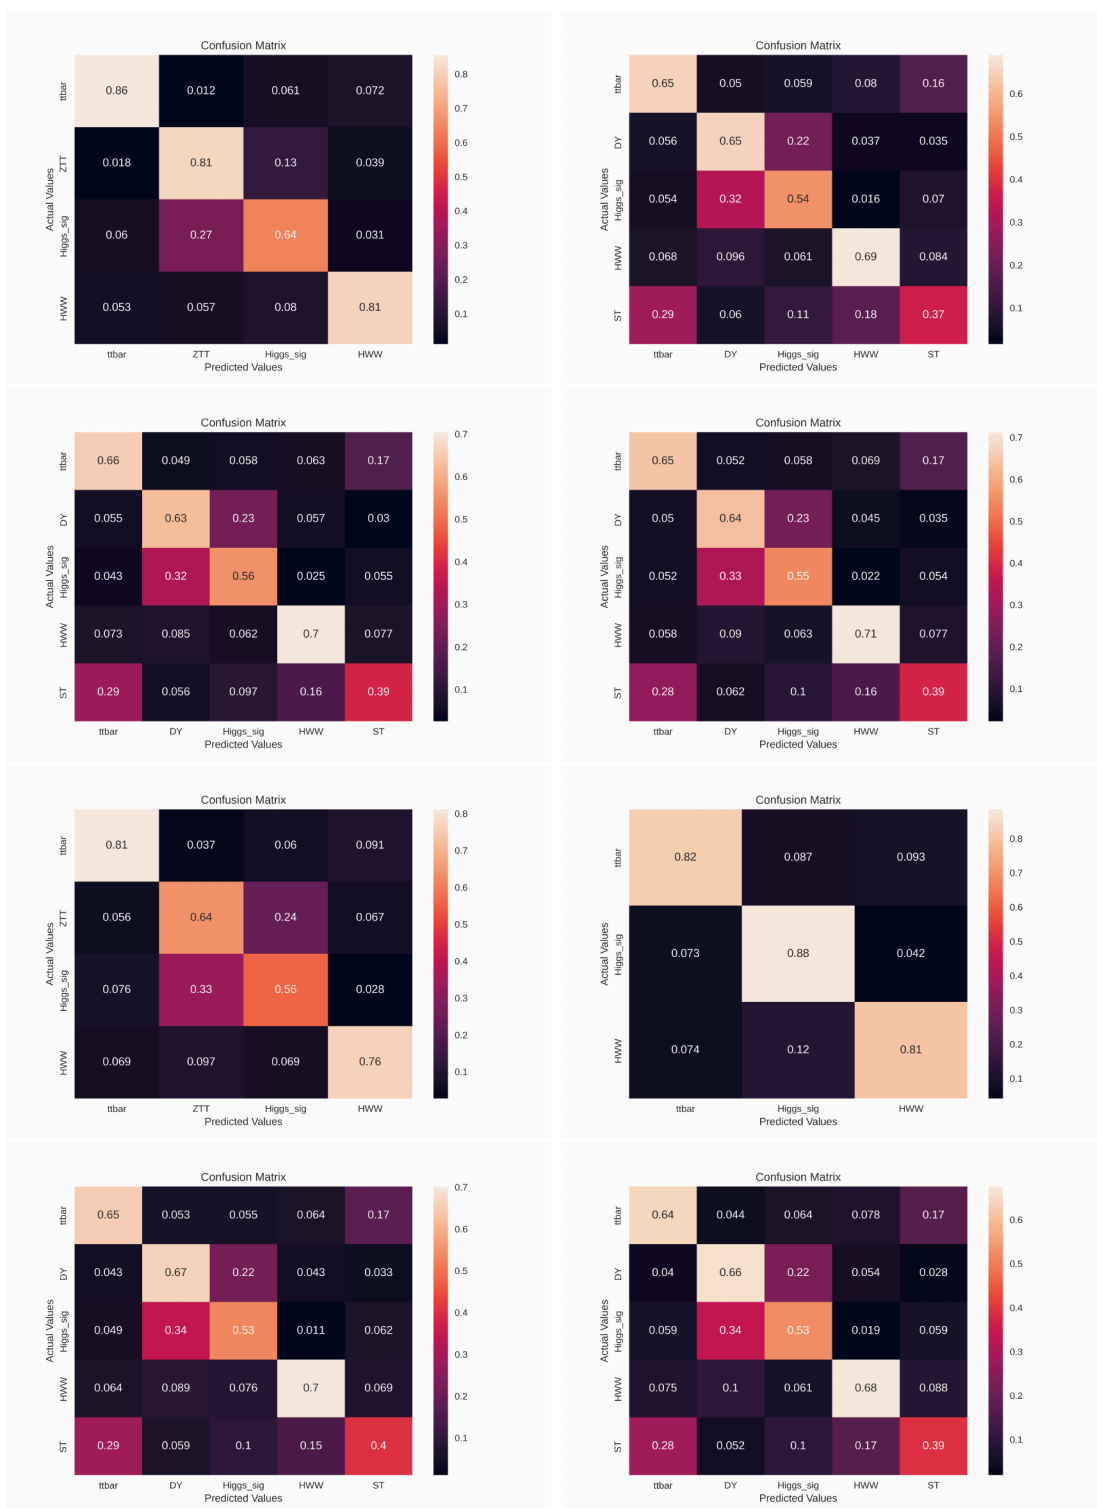 Confusion Matrix
ttbar 0.86 0.012 0.061 0.072
ZTT 0.018 0.81 0.13 0.039
Higgs_sig 0.06 0.27 0.64 0.031
HWW 0.053 0.057 0.08 0.81
Actual Values
ttbar ZTT Higgs_sig HWW
Predicted Values
0.8
0.7
0.6
0.5
0.4
0.3
0.2
0.1
Confusion Matrix
ttbar 0.65 0.05 0.059 0.08 0.16
DY 0.056 0.65 0.22 0.037 0.035
Higgs_sig 0.054 0.32 0.54 0.016 0.07
HWW 0.068 0.096 0.061 0.69 0.084
ST 0.29 0.06 0.11 0.18 0.37
Actual Values
ttbar DY Higgs_sig HWW ST
Predicted Values
0.6
0.5
0.4
0.3
0.2
0.1
Confusion Matrix
ttbar 0.66 0.049 0.058 0.063 0.17
DY 0.055 0.63 0.23 0.057 0.03
Higgs_sig 0.043 0.32 0.56 0.025 0.055
HWW 0.073 0.085 0.062 0.7 0.077
ST 0.29 0.056 0.097 0.16 0.39
Actual Values
ttbar DY Higgs_sig HWW ST
Predicted Values
0.7
0.6
0.5
0.4
0.3
0.2
0.1
Confusion Matrix
ttbar 0.65 0.052 0.058 0.069 0.17
DY 0.05 0.64 0.23 0.045 0.035
Higgs_sig 0.052 0.33 0.55 0.022 0.054
HWW 0.058 0.09 0.063 0.71 0.077
ST 0.28 0.062 0.1 0.16 0.39
Actual Values
ttbar DY Higgs_sig HWW ST
Predicted Values
0.7
0.6
0.5
0.4
0.3
0.2
0.1
Confusion Matrix
ttbar 0.81 0.037 0.06 0.091
ZTT 0.056 0.64 0.24 0.067
Higgs_sig 0.076 0.33 0.56 0.028
HWW 0.069 0.097 0.069 0.76
Actual Values
ttbar ZTT Higgs_sig HWW
Predicted Values
0.8
0.7
0.6
0.5
0.4
0.3
0.2
0.1
Confusion Matrix
ttbar 0.82 0.087 0.093
Higgs_sig 0.073 0.88 0.042
HWW 0.074 0.12 0.81
Actual Values
ttbar Higgs_sig HWW
Predicted Values
0.8
0.7
0.6
0.5
0.4
0.3
0.2
0.1
Confusion Matrix
ttbar 0.65 0.053 0.055 0.064 0.17
DY 0.043 0.67 0.22 0.043 0.033
Higgs_sig 0.049 0.34 0.53 0.011 0.062
HWW 0.064 0.089 0.076 0.7 0.069
ST 0.29 0.059 0.1 0.15 0.4
Actual Values
ttbar DY Higgs_sig HWW ST
Predicted Values
0.7
0.6
0.5
0.4
0.3
0.2
0.1
Confusion Matrix
ttbar 0.64 0.044 0.064 0.078 0.17
DY 0.04 0.66 0.22 0.054 0.028
Higgs_sig 0.059 0.34 0.53 0.019 0.059
HWW 0.075 0.1 0.061 0.68 0.088
ST 0.28 0.052 0.1 0.17 0.39
Actual Values
ttbar DY Higgs_sig HWW ST
Predicted Values
0.6
0.5
0.4
0.3
0.2
0.1